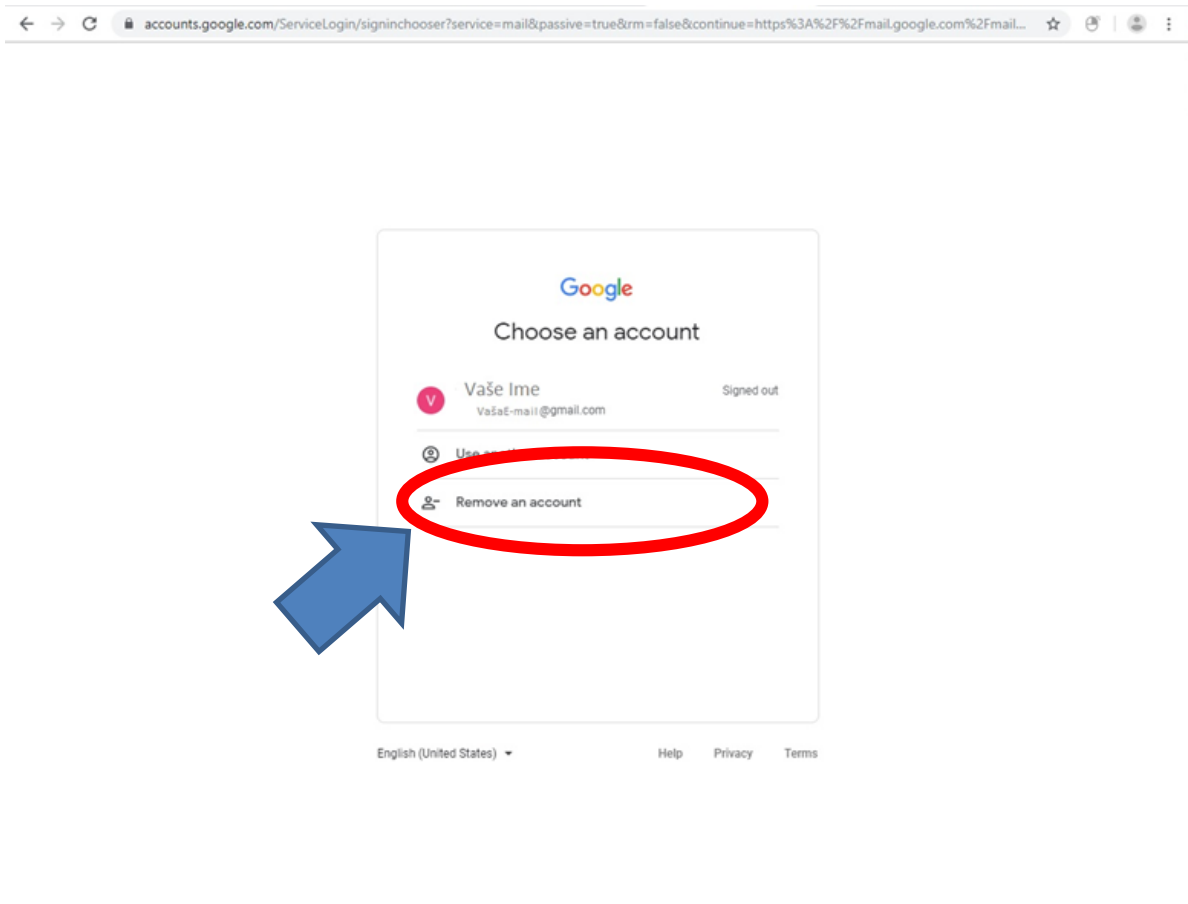 accounts.google.com/ServiceLogin/signinchooser?service=mail&passive=true&rm=false&continue=https%3A%2F%2Fmail.google.com%2Fmail...
Google
Choose an account
V
Vaše Ime
Signed out
VašaE-mail@gmail.com
Use
Remove an account
English (United States)
Help Privacy Terms